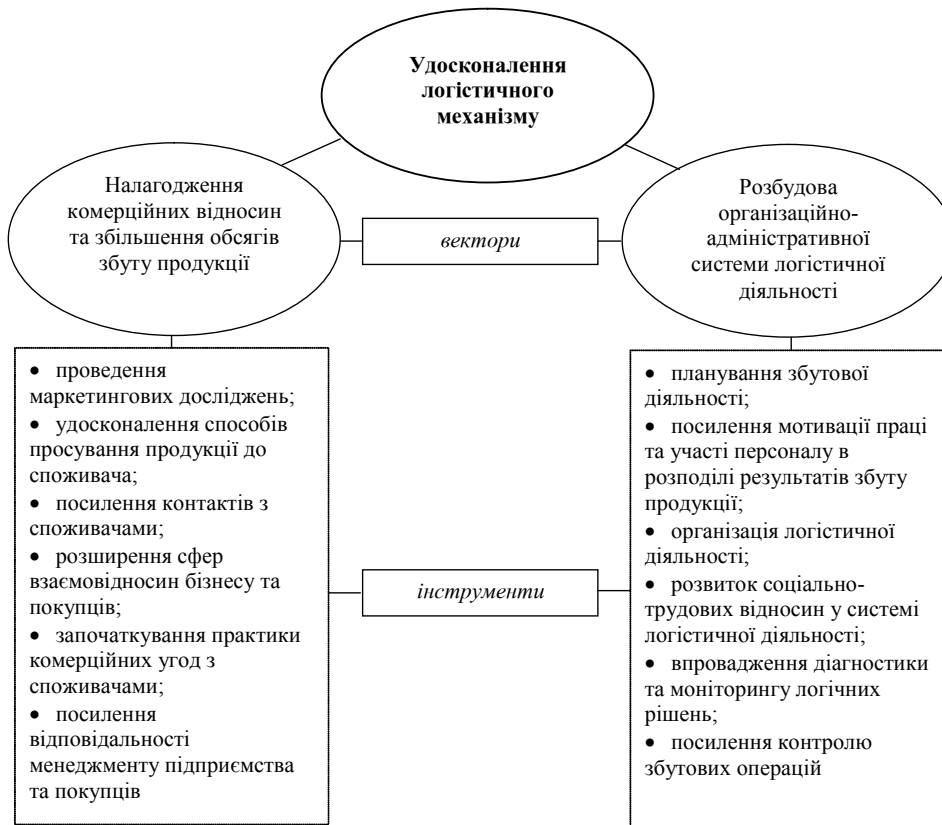 Удосконалення
логістичного
механізму
Налагодження
комерційних відносин
та збільшення обсягів
збуту продукції
вектори
Розбудова
організаційно-
адміністративної
системи логістичної
діяльності
• проведення
маркетингових досліджень;
• удосконалення способів
просування продукції до
споживача;
• посилення контактів з
споживачами;
• розширення сфер
взаємовідносин бізнесу та
покупців;
• започаткування практики
комерційних угод з
споживачами;
• посилення
відповідальності
менеджменту підприємства
та покупців
інструменти
• планування збутової
діяльності;
• посилення мотивації праці
та участі персоналу в
розподілі результатів збуту
продукції;
• організація логістичної
діяльності;
• розвиток соціально-
трудових відносин у системі
логістичної діяльності;
• впровадження діагностики
та моніторингу логічних
рішень;
• посилення контролю
збутових операцій